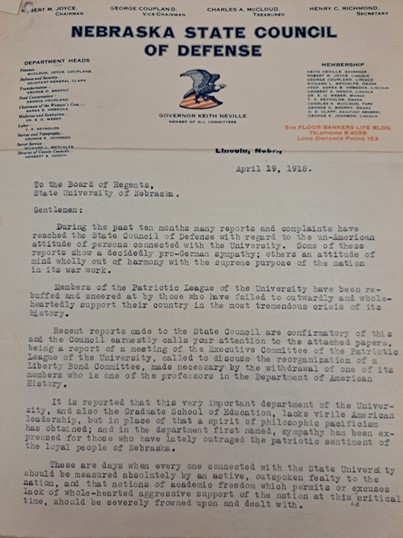 ERT M. JOYCE, GEORGE COUPLAND, CHARLES A. McCLOUD, HENRY C. RICHMOND,
CHAIRMAN VICE-CHAIRMAN TREASURER SECRETARY
NEBRASKA STATE COUNCIL
OF DEFENSE
DEPARTMENT HEADS
MEMBERSHIP
GOVERNOR KEITH NEVILLE
MEMBER OF ALL COMMITTEES
5TH FLOOR BANKERS LIFE BLDG.
TELEPHONE
LONG DISTANCE PHONE 153
Lincoln, Nebr.,
April 19, 1918.
To the Board of Regents,
State University of Nebraska.
Gentlemen:
During the past ten months many reports and complaints have
reached the State Council of Defense with regard to the un-American
attitude of persons connected with the University. Some of these
reports show a decidedly pro-German sympathy; others an attitude of
mind wholly out of harmony with the supreme purpose of the nation
in its war work.
Members of the Patriotic League of the University have been re-
buffed and sneered at by those who have failed to outwardly and whole-
heartedly support their country in the most tremendous crisis of its
history.
Recent reports made to the State Council are confirmatory of this
and the Council earnestly calls your attention to the attached papers,
being a report of a meeting of the Executive Committee of the Patriotic
League of the University, called to discuss the reorganization of a
Liberty Bond Committee, made necessary by the withdrawal of one of its
members who is one of the professors in the Department of American
History.
It is reported that this very important department of the Univer-
sity, and also the Graduate School of Education, lacks virile American
leadership, but in place of that a spirit of philosophic pacificism
has obtained; and in the department first named, sympathy has been ex-
pressed for those who have lately outraged the patriotic sentiment of
the loyal people of Nebraska.
These are days when every one connected with the State University
should be measured absolutely by an active, outspoken fealty to the
nation, and that notions of academic freedom which permits or excuses
lack of whole-hearted aggressive support of the nation at this critical
time, should be severely frowned upon and dealt with.